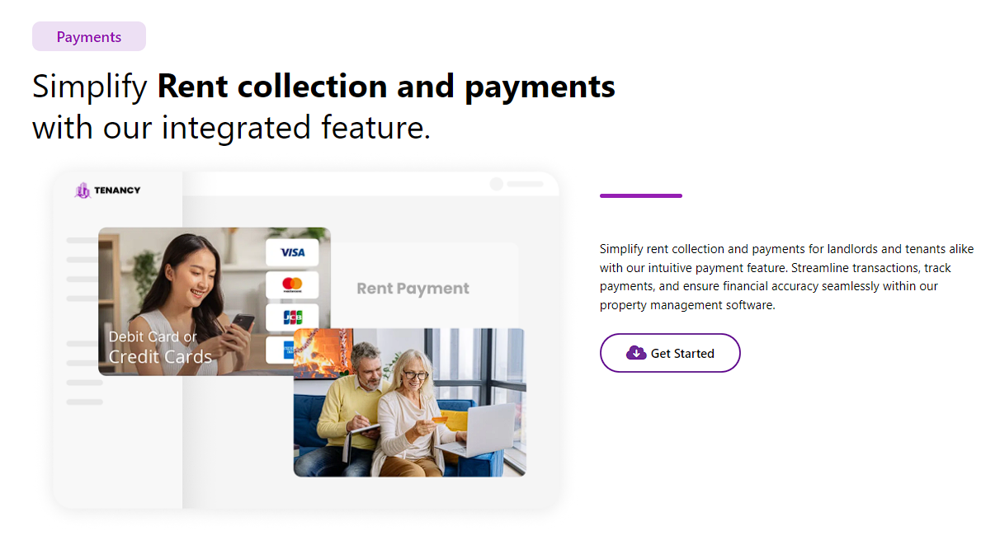 Payments
Simplify Rent collection and payments
with our integrated feature.
TENANCY
VISA
mastercard
JCB
Rent Payment
Debit Card or
Credit Cards
Simplify rent collection and payments for landlords and tenants alike
with our intuitive payment feature. Streamline transactions, track
payments, and ensure financial accuracy seamlessly within our
property management software.
Get Started